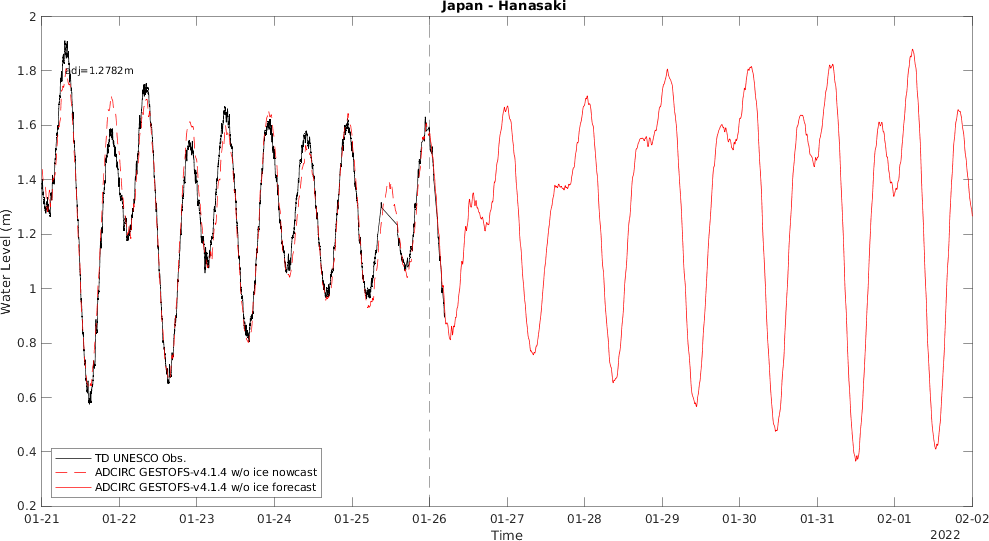 Japan - Hanasaki
2
1.8
1.6
1.4
1.2
1
0.8
0.6
0.4
0.2
Water Level (m)
adj=1.2782m
TD UNESCO Obs.
ADCIRC GESTOFS-v4.1.4 w/o ice nowcast
ADCIRC GESTOFS-v4.1.4 w/o ice forecast
01-21 01-22 01-23 01-24 01-25 01-26 01-27 01-28 01-29 01-30 01-31 02-01 02-02
Time
2022